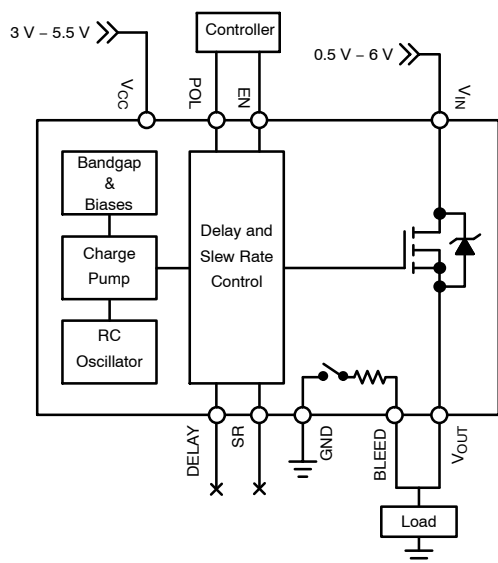 3 V – 5.5 V
Controller
0.5 V – 6 V
VCC
POL
EN
VIN
Bandgap
&
Biases
Charge
Pump
RC
Oscillator
Delay and
Slew Rate
Control
DELAY
SR
GND
BLEED
VOUT
Load